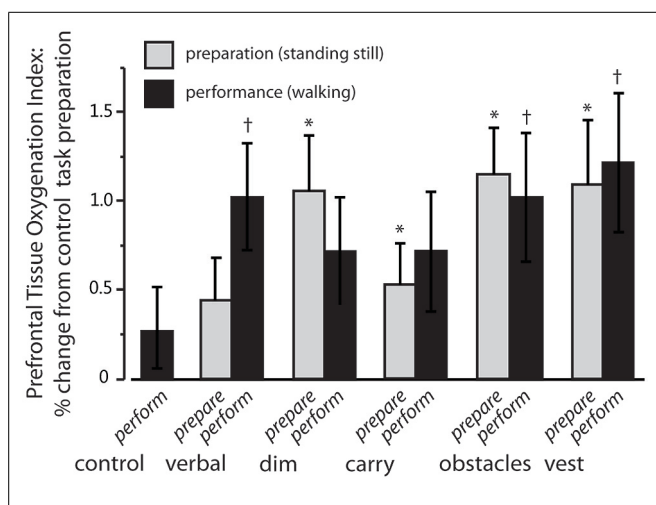 Prefrontal Tissue Oxygenation Index:
% change from control task preparation
preparation (standing still)
performance (walking)
1.5
1.0
0.5
0
†
*
*
*
†
*
†
perform
prepare
perform
prepare
perform
prepare
perform
prepare
perform
prepare
perform
control verbal dim carry obstacles vest